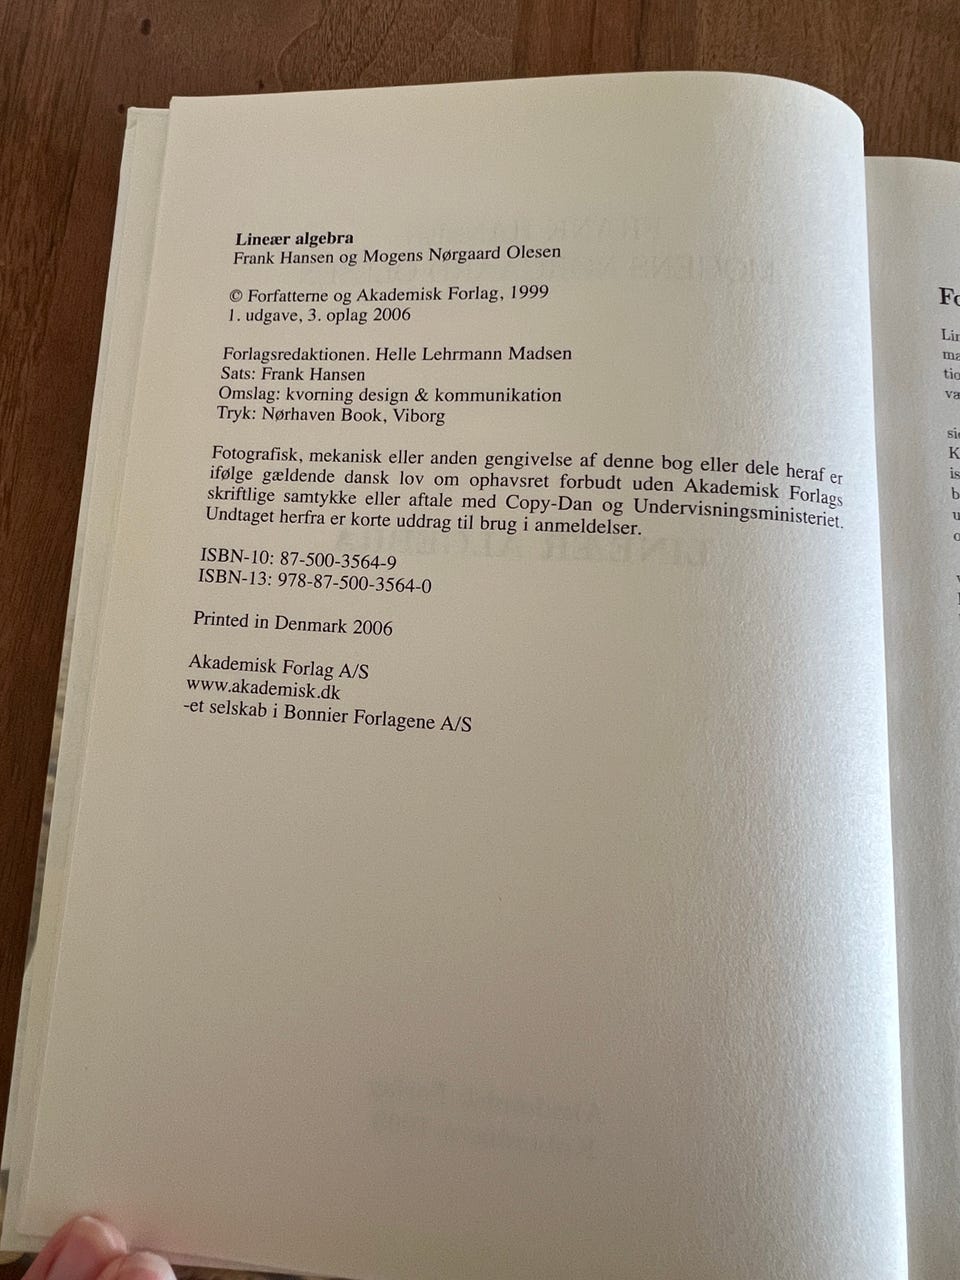 Lineær algebra
Frank Hansen og Mogens Nørgaard Olesen
© Forfatterne og Akademisk Forlag, 1999
1. udgave, 3. oplag 2006
Forlagsredaktionen. Helle Lehrmann Madsen
Sats: Frank Hansen
Omslag: kvorning design & kommunikation
Tryk: Nørhaven Book, Viborg
Fotografisk, mekanisk eller anden gengivelse af denne bog eller dele heraf er
ifølge gældende dansk lov om ophavsret forbudt uden Akademisk Forlags
skriftlige samtykke eller aftale med Copy-Dan og Undervisningsministeriet.
Undtaget herfra er korte uddrag til brug i anmeldelser.
ISBN-10: 87-500-3564-9
ISBN-13: 978-87-500-3564-0
Printed in Denmark 2006
Akademisk Forlag A/S
www.akademisk.dk
-et selskab i Bonnier Forlagene A/S